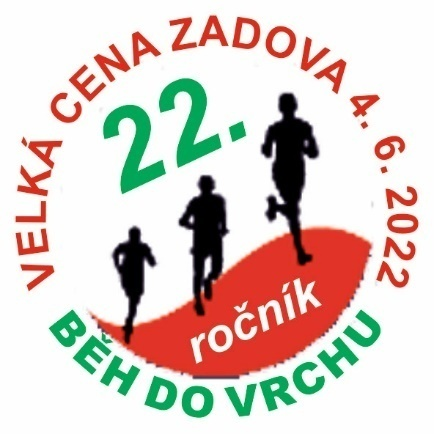 VELKÁ CENA ZADOVA 4. 6. 2022
22.
ročník
BĚH DO VRCHU